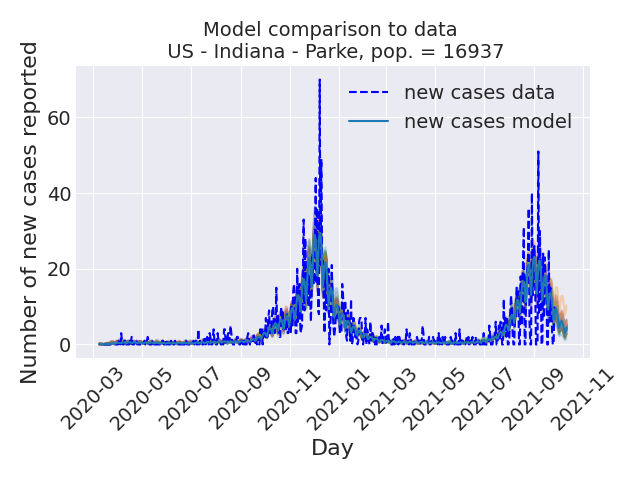 Model comparison to data
US - Indiana - Parke, pop. = 16937
Number of new cases reported
60
40
20
0
new cases data
new cases model
2020-03
2020-05
2020-07
2020-09
2020-11
2021-01
2021-03
2021-05
2021-07
2021-09
2021-11
Day